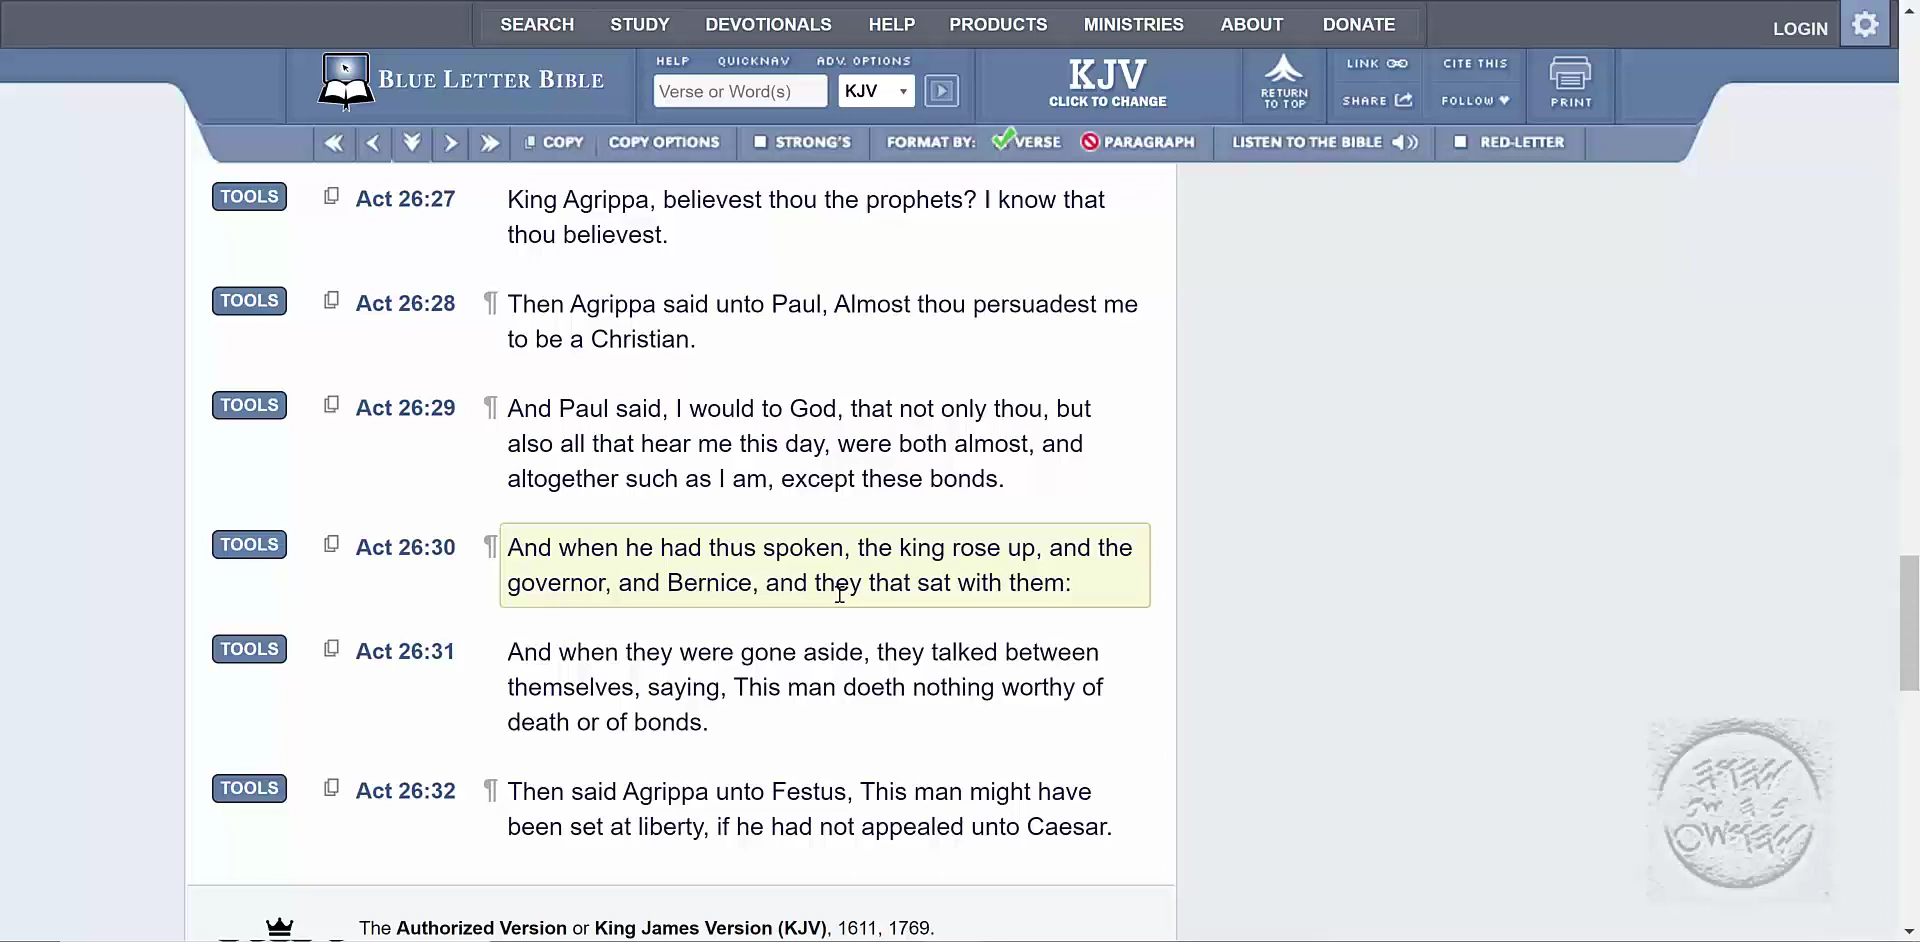 SEARCH STUDY DEVOTIONALS HELP PRODUCTS MINISTRIES ABOUT DONATE LOGIN
BLUE LETTER BIBLE
HELP QUICKNAV ADV. OPTIONS
Verse or Word(s) KJV
KJV
CLICK TO CHANGE
RETURN
TO TOP
LINK CITE THIS
SHARE FOLLOW
PRINT
COPY COPY OPTIONS STRONG'S FORMAT BY: VERSE PARAGRAPH LISTEN TO THE BIBLE RED-LETTER
TOOLS Act 26:27 King Agrippa, believest thou the prophets? I know that
thou believest.
TOOLS Act 26:28 ¶ Then Agrippa said unto Paul, Almost thou persuadest me
to be a Christian.
TOOLS Act 26:29 ¶ And Paul said, I would to God, that not only thou, but
also all that hear me this day, were both almost, and
altogether such as I am, except these bonds.
TOOLS Act 26:30 ¶ And when he had thus spoken, the king rose up, and the
governor, and Bernice, and they that sat with them:
TOOLS Act 26:31 And when they were gone aside, they talked between
themselves, saying, This man doeth nothing worthy of
death or of bonds.
TOOLS Act 26:32 ¶ Then said Agrippa unto Festus, This man might have
been set at liberty, if he had not appealed unto Caesar.
The Authorized Version or King James Version (KJV), 1611, 1769.